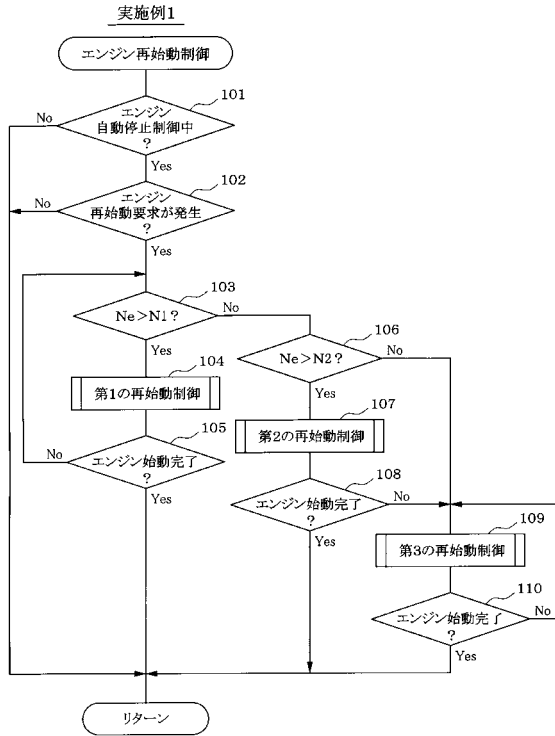 実施例1
エンジン再始動制御
101
エンジン
自動停止制御中
?
No
Yes
102
エンジン
再始動要求が発生
?
No
Yes
103
Ne>N1?
No
Yes
104
第1の再始動制御
105
エンジン始動完了
?
No
Yes
106
Ne>N2?
No
Yes
107
第2の再始動制御
108
エンジン始動完了
?
No
Yes
109
第3の再始動制御
110
エンジン始動完了
?
No
Yes
リターン